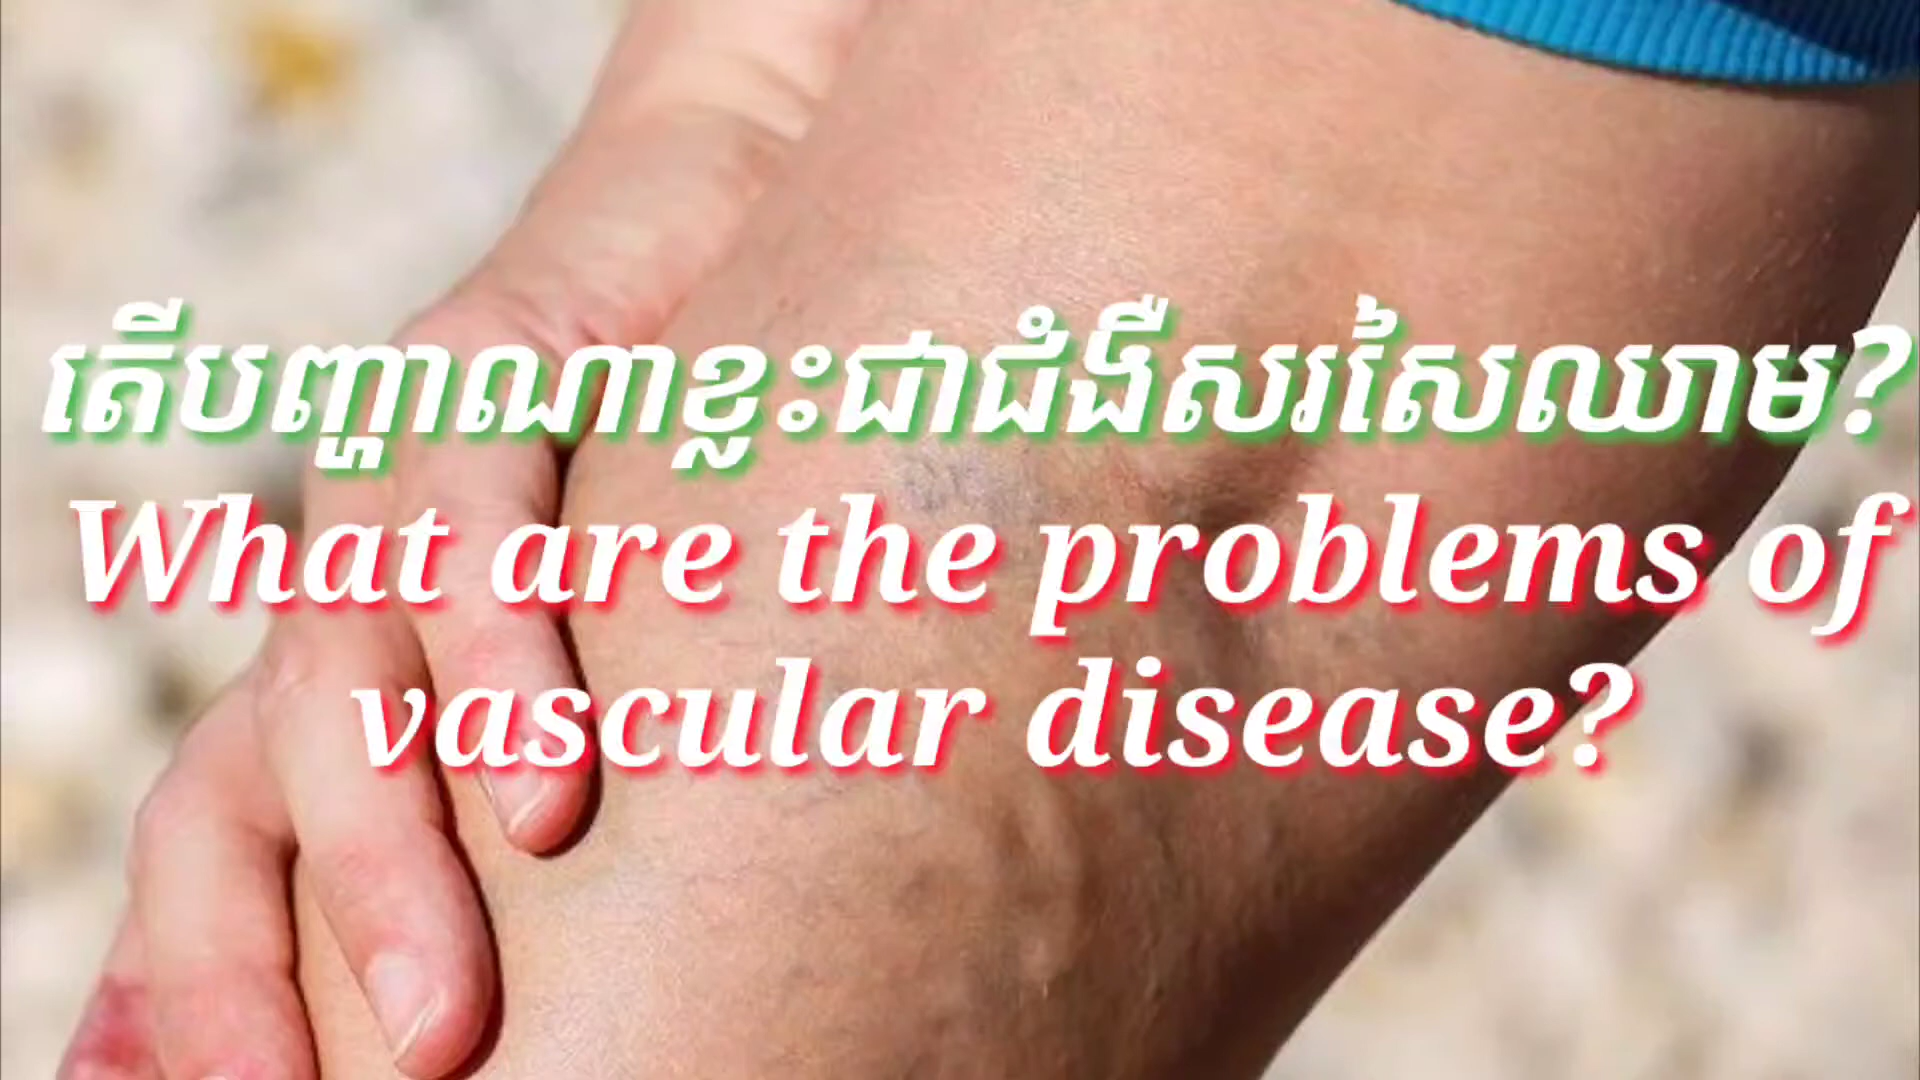 តើបញ្ហាណាខ្លះជាជំងឺសរសៃឈាម?
What are the problems of
vascular disease?